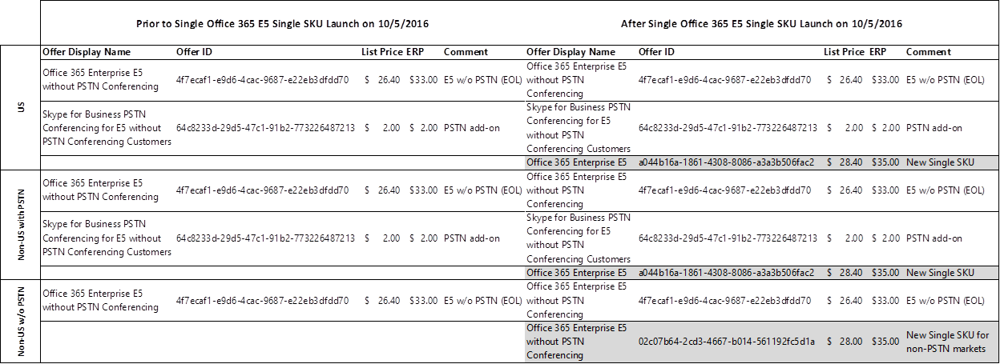 Prior to Single Office 365 E5 Single SKU Launch on 10/5/2016
After Single Office 365 E5 Single SKU Launch on 10/5/2016
Offer Display Name Offer ID List Price ERP Comment Offer Display Name Offer ID List Price ERP Comment
US
Office 365 Enterprise E5
without PSTN Conferencing
4f7ecaf1-e9d6-4cac-9687-e22eb3dfdd70 $ 26.40 $33.00 E5 w/o PSTN (EOL)
Office 365 Enterprise E5
without PSTN
Conferencing
4f7ecaf1-e9d6-4cac-9687-e22eb3dfdd70 $ 26.40 $33.00 E5 w/o PSTN (EOL)
Skype for Business PSTN
Conferencing for E5 without
PSTN Conferencing Customers
64c8233d-29d5-47c1-91b2-773226487213 $ 2.00 $ 2.00 PSTN add-on
Skype for Business PSTN
Conferencing for E5
without PSTN
Conferencing Customers
64c8233d-29d5-47c1-91b2-773226487213 $ 2.00 $ 2.00 PSTN add-on
Office 365 Enterprise E5 a044b16a-1861-4308-8086-a3a3b506fac2 $ 28.40 $35.00 New Single SKU
Non-US with PSTN
Office 365 Enterprise E5
without PSTN Conferencing
4f7ecaf1-e9d6-4cac-9687-e22eb3dfdd70 $ 26.40 $33.00 E5 w/o PSTN (EOL)
Office 365 Enterprise E5
without PSTN
Conferencing
4f7ecaf1-e9d6-4cac-9687-e22eb3dfdd70 $ 26.40 $33.00 E5 w/o PSTN (EOL)
Skype for Business PSTN
Conferencing for E5 without
PSTN Conferencing Customers
64c8233d-29d5-47c1-91b2-773226487213 $ 2.00 $ 2.00 PSTN add-on
Skype for Business PSTN
Conferencing for E5
without PSTN
Conferencing Customers
64c8233d-29d5-47c1-91b2-773226487213 $ 2.00 $ 2.00 PSTN add-on
Office 365 Enterprise E5 a044b16a-1861-4308-8086-a3a3b506fac2 $ 28.40 $35.00 New Single SKU
Non-US w/o PSTN
Office 365 Enterprise E5
without PSTN Conferencing
4f7ecaf1-e9d6-4cac-9687-e22eb3dfdd70 $ 26.40 $33.00 E5 w/o PSTN (EOL)
Office 365 Enterprise E5
without PSTN
Conferencing
4f7ecaf1-e9d6-4cac-9687-e22eb3dfdd70 $ 26.40 $33.00 E5 w/o PSTN (EOL)
Office 365 Enterprise E5
without PSTN
Conferencing
02c07b64-2cd3-4667-b014-561192fc5d1a $ 28.00 $35.00
New Single SKU for
non-PSTN markets